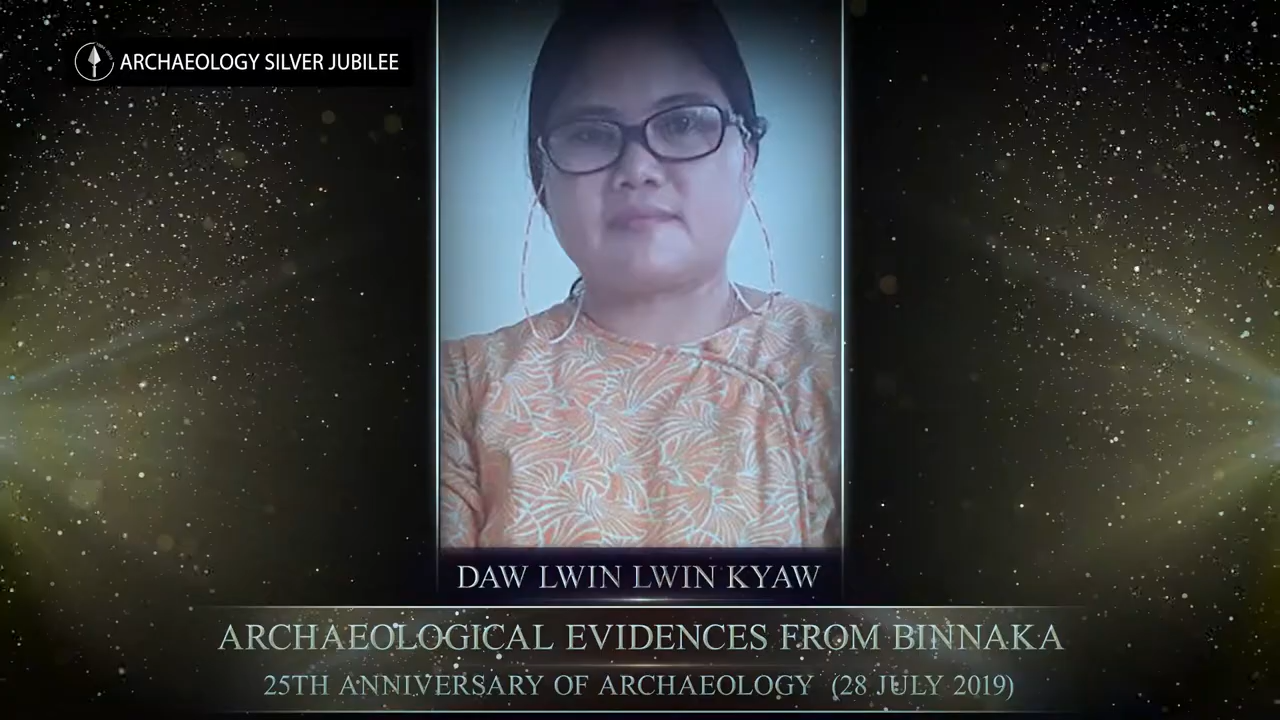 ARCHAEOLOGY SILVER JUBILEE
DAW LWIN LWIN KYAW
ARCHAEOLOGICAL EVIDENCES FROM BINNAKA
25TH ANNIVERSARY OF ARCHAEOLOGY (28 JULY 2019)